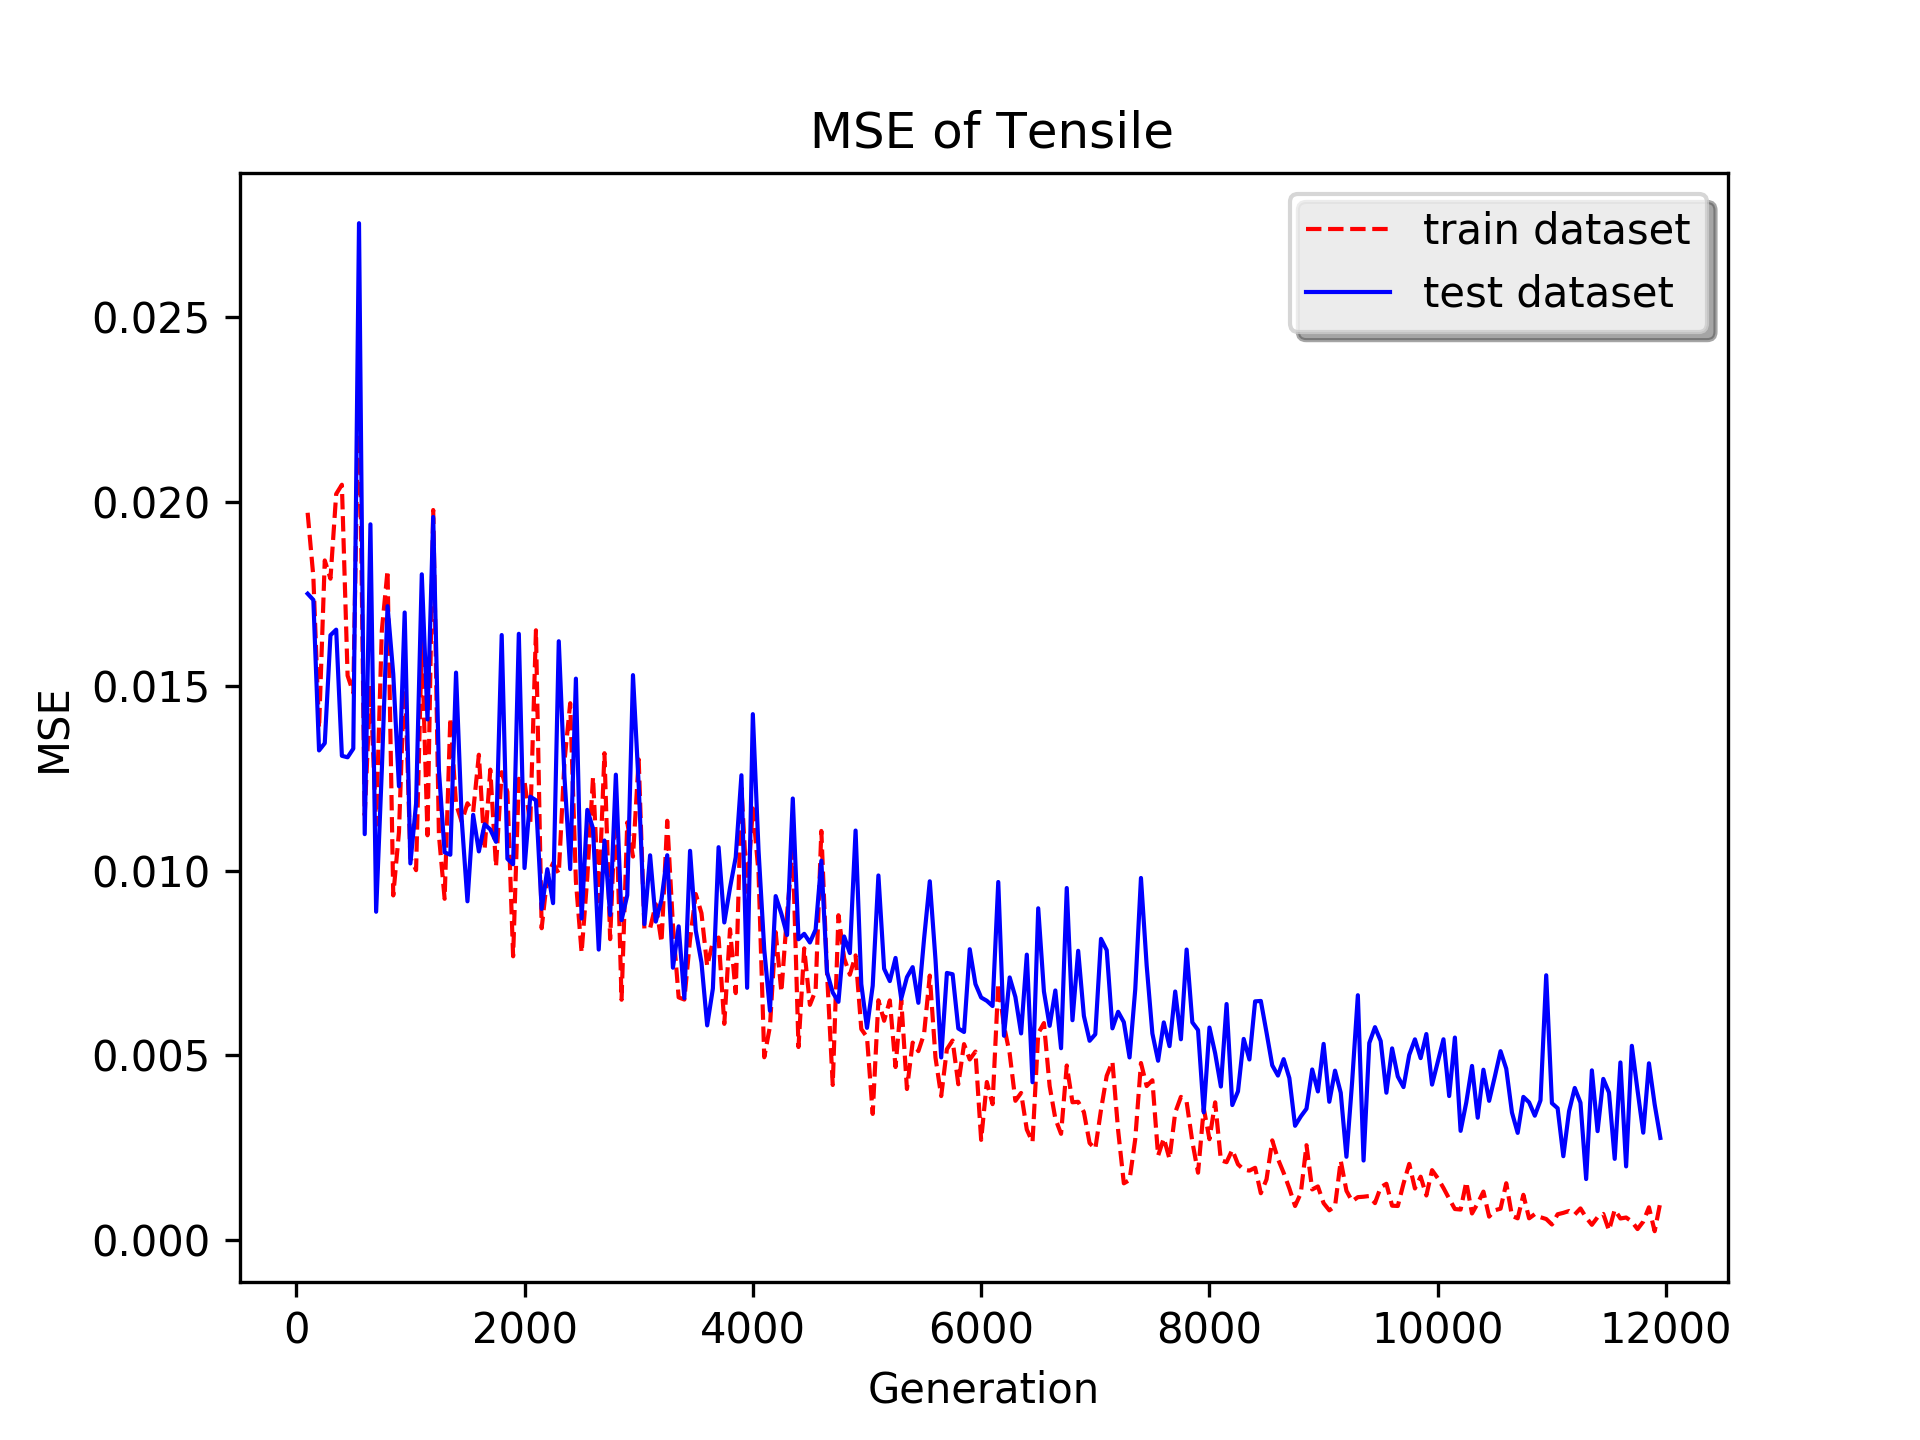 MSE of Tensile
train dataset
test dataset
MSE
0.025
0.020
0.015
0.010
0.005
0.000
0 2000 4000 6000 8000 10000 12000
Generation